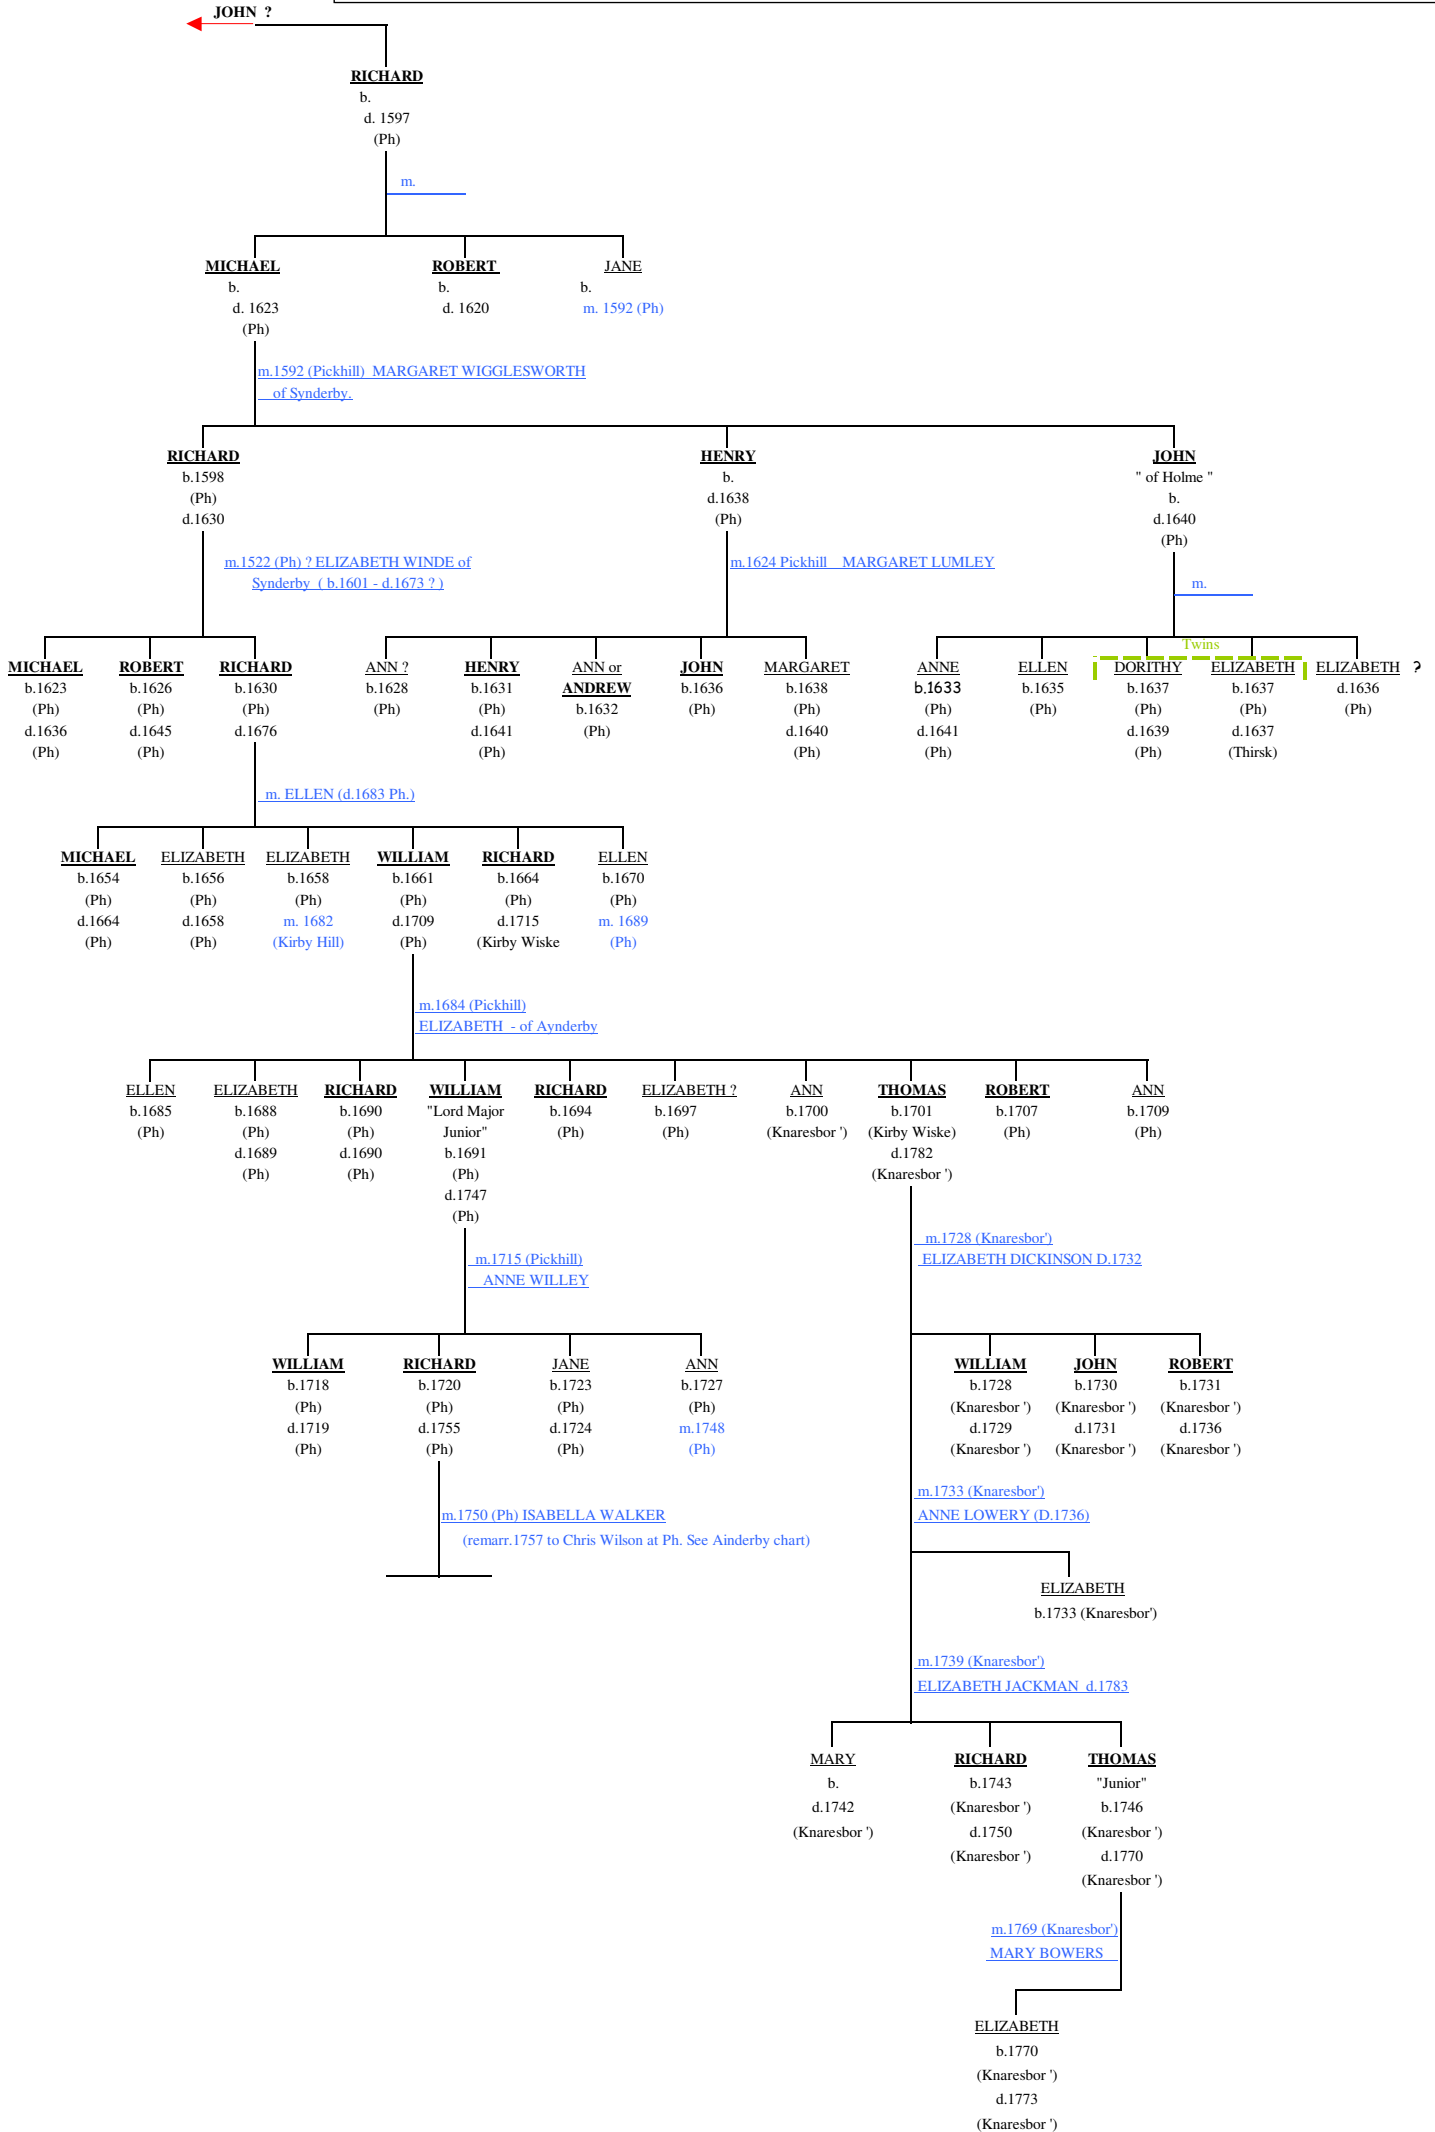 JOHN ?
RICHARD
b.
d. 1597
(Ph)
m.
MICHAEL ROBERT JANE
b. b. b.
d. 1623 d. 1620 m. 1592 (Ph)
(Ph)
m.1592 (Pickhill) MARGARET WIGGLESWORTH
of Synderby.
RICHARD HENRY JOHN
b.1598 b. " of Holme "
(Ph) d.1638 b.
d.1630 (Ph) d.1640
(Ph)
m.1522 (Ph) ? ELIZABETH WINDE of m.1624 Pickhill MARGARET LUMLEY
Synderby ( b.1601 - d.1673 ? ) m.
Twins
MICHAEL ROBERT RICHARD ANN ? HENRY ANN or JOHN MARGARET ANNE ELLEN DORITHY ELIZABETH ELIZABETH ?
b.1623 b.1626 b.1630 b.1628 b.1631 ANDREW b.1636 b.1638 b.1633 b.1635 b.1637 b.1637 d.1636
(Ph) (Ph) (Ph) (Ph) (Ph) b.1632 (Ph) (Ph) (Ph) (Ph) (Ph) (Ph) (Ph)
d.1636 d.1645 d.1676 d.1641 (Ph) d.1640 d.1641 d.1639 d.1637
(Ph) (Ph) (Ph) (Ph) (Ph) (Ph) (Thirsk)
m. ELLEN (d.1683 Ph.)
MICHAEL ELIZABETH ELIZABETH WILLIAM RICHARD ELLEN
b.1654 b.1656 b.1658 b.1661 b.1664 b.1670
(Ph) (Ph) (Ph) (Ph) (Ph) (Ph)
d.1664 d.1658 m. 1682 d.1709 d.1715 m. 1689
(Ph) (Ph) (Kirby Hill) (Ph) (Kirby Wiske (Ph)
m.1684 (Pickhill)
ELIZABETH - of Aynderby
ELLEN ELIZABETH RICHARD WILLIAM RICHARD ELIZABETH ? ANN THOMAS ROBERT ANN
b.1685 b.1688 b.1690 "Lord Major b.1694 b.1697 b.1700 b.1701 b.1707 b.1709
(Ph) (Ph) (Ph) Junior" (Ph) (Ph) (Knaresbor ') (Kirby Wiske) (Ph) (Ph)
d.1689 d.1690 b.1691 d.1782
(Ph) (Ph) (Ph) (Knaresbor ')
d.1747
(Ph)
m.1728 (Knaresbor')
m.1715 (Pickhill) ELIZABETH DICKINSON D.1732
ANNE WILLEY
WILLIAM RICHARD JANE ANN WILLIAM JOHN ROBERT
b.1718 b.1720 b.1723 b.1727 b.1728 b.1730 b.1731
(Ph) (Ph) (Ph) (Ph) (Knaresbor ') (Knaresbor ') (Knaresbor ')
d.1719 d.1755 d.1724 m.1748 d.1729 d.1731 d.1736
(Ph) (Ph) (Ph) (Ph) (Knaresbor ') (Knaresbor ') (Knaresbor ')
m.1733 (Knaresbor')
m.1750 (Ph) ISABELLA WALKER ANNE LOWERY (D.1736)
(remarr.1757 to Chris Wilson at Ph. See Ainderby chart)
ELIZABETH
b.1733 (Knaresbor')
m.1739 (Knaresbor')
ELIZABETH JACKMAN d.1783
MARY RICHARD THOMAS
b. b.1743 "Junior"
d.1742 (Knaresbor ') b.1746
(Knaresbor ') d.1750 (Knaresbor ')
(Knaresbor ') d.1770
(Knaresbor ')
m.1769 (Knaresbor')
MARY BOWERS
ELIZABETH
b.1770
(Knaresbor ')
d.1773
(Knaresbor ')